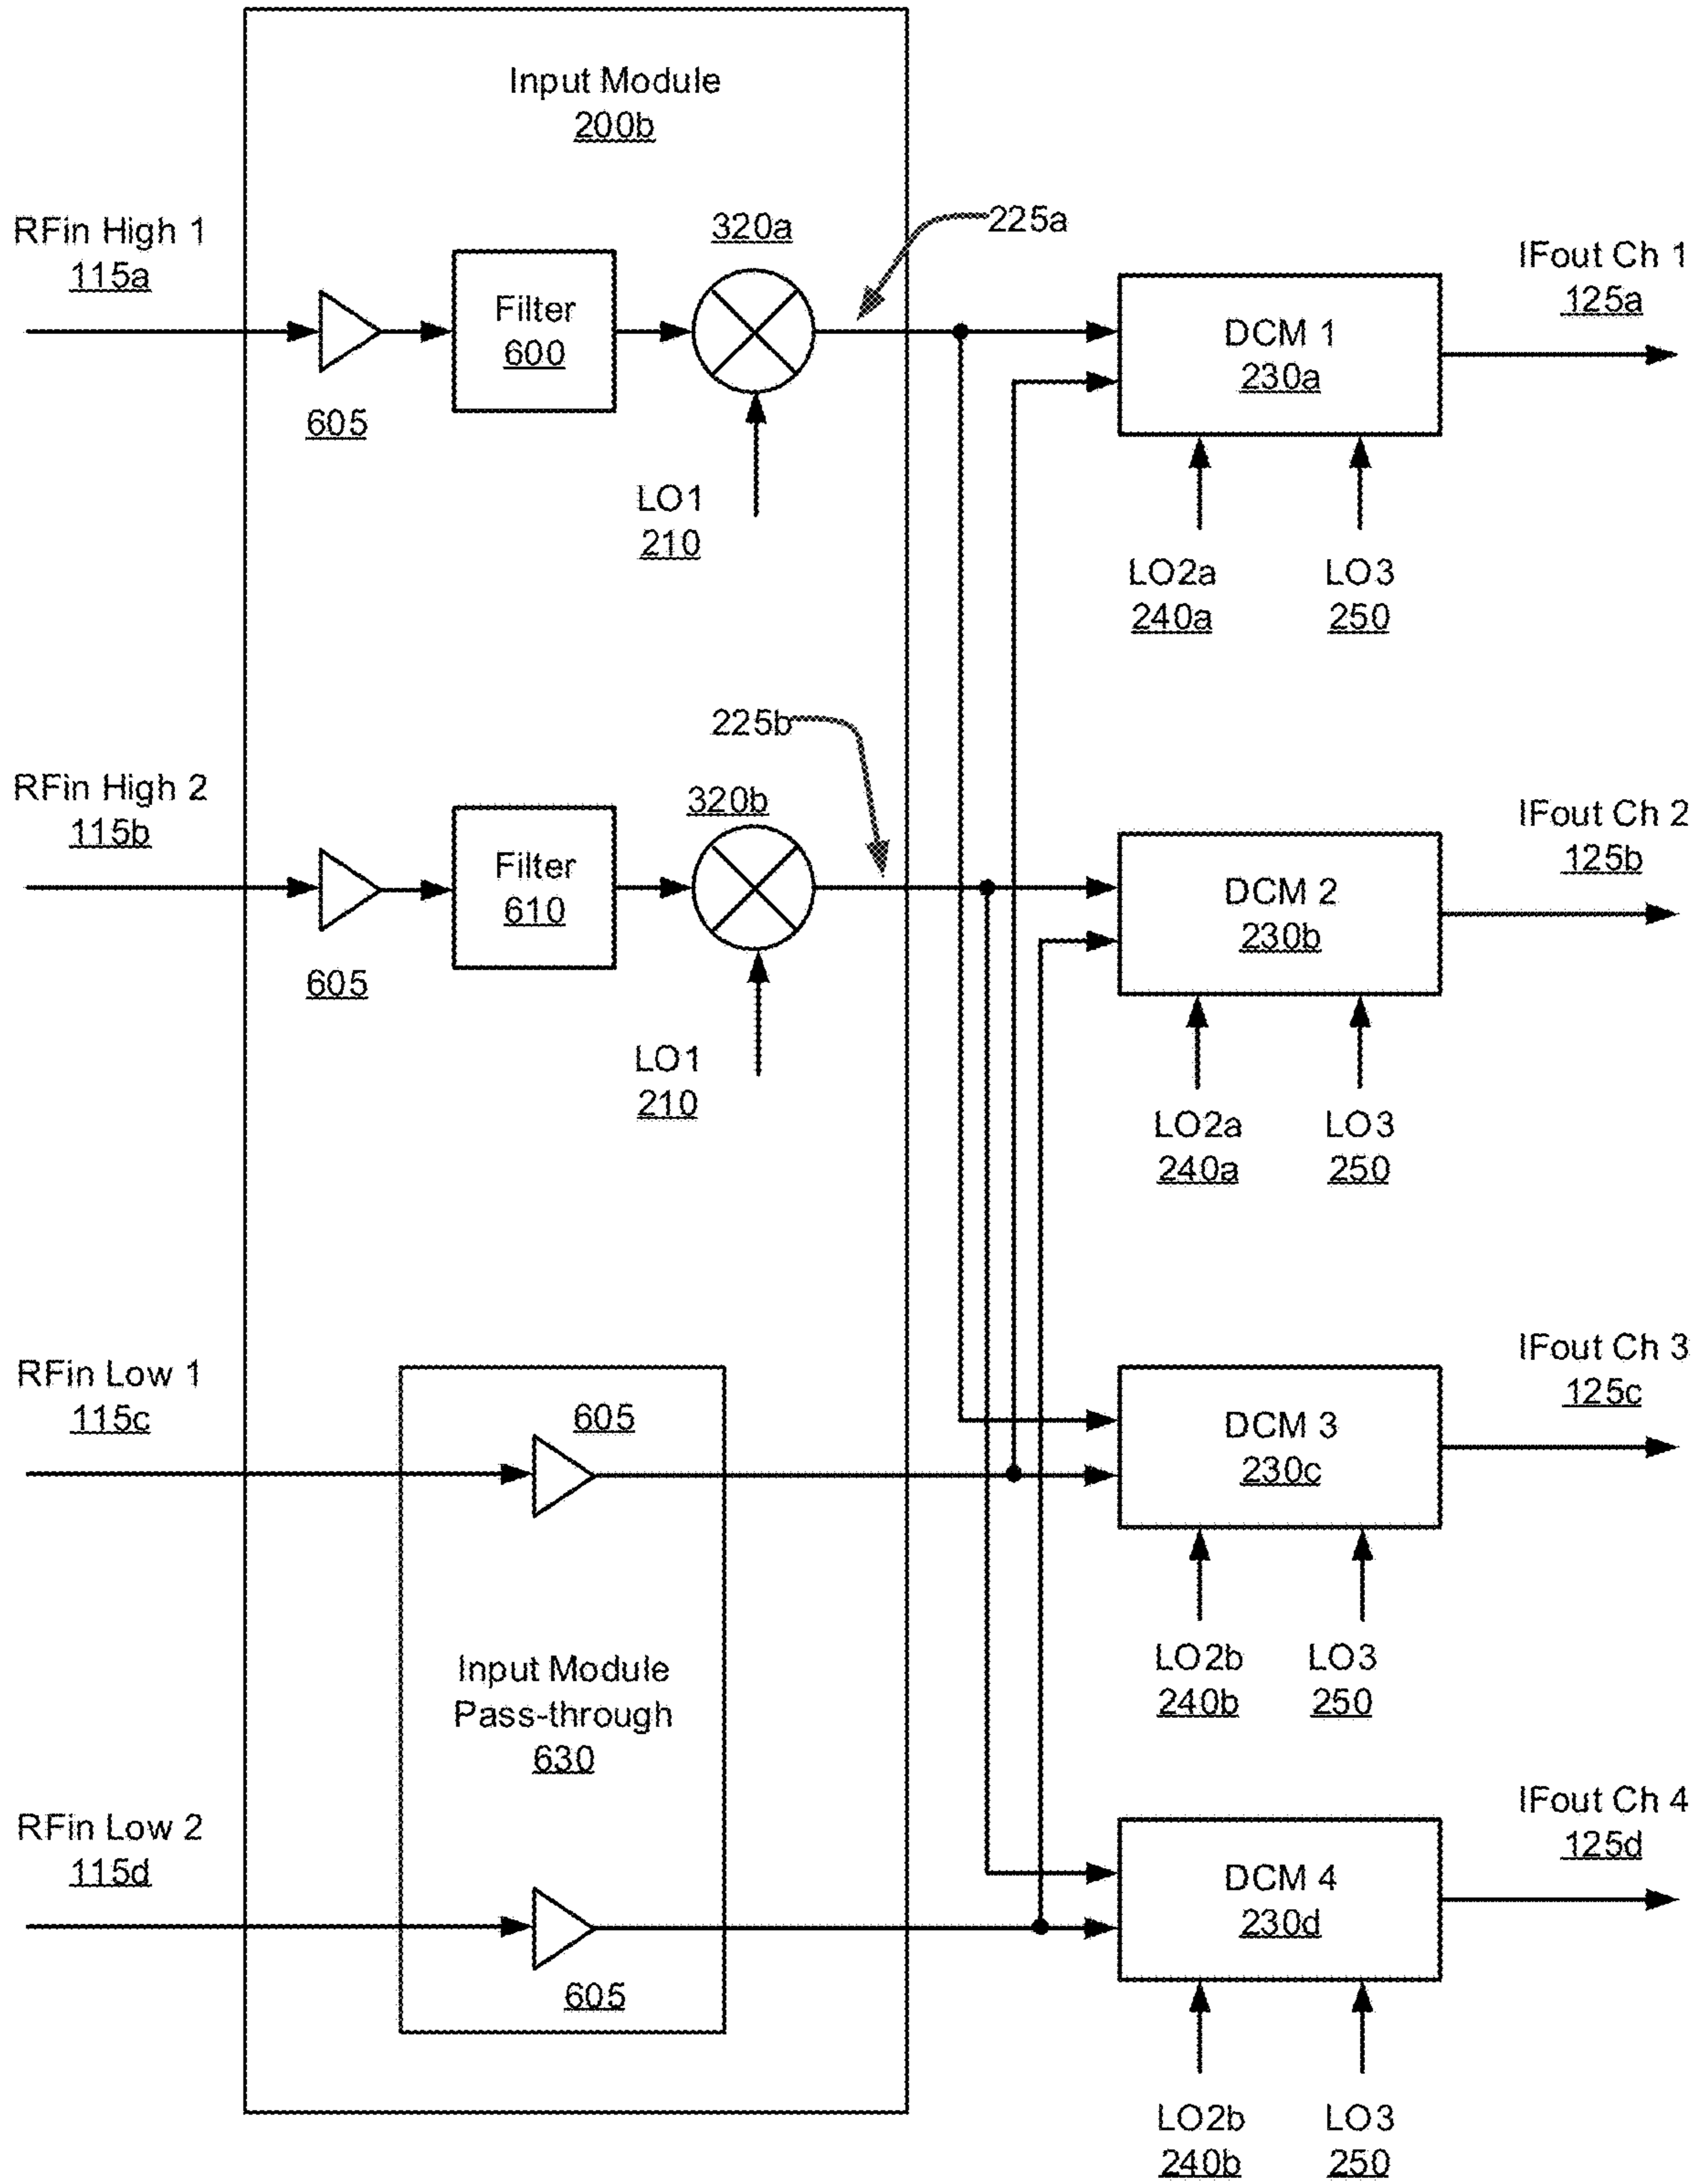 Input Module
200b
RFin High 1
115a
605
Filter
600
320a
LO1
210
225a
DCM 1
230a
LO2a
240a
LO3
250
IFout Ch 1
125a
RFin High 2
115b
605
Filter
610
320b
LO1
210
225b
DCM 2
230b
LO2a
240a
LO3
250
IFout Ch 2
125b
RFin Low 1
115c
605
Input Module
Pass-through
630
DCM 3
230c
LO2b
240b
LO3
250
IFout Ch 3
125c
RFin Low 2
115d
605
DCM 4
230d
LO2b
240b
LO3
250
IFout Ch 4
125d